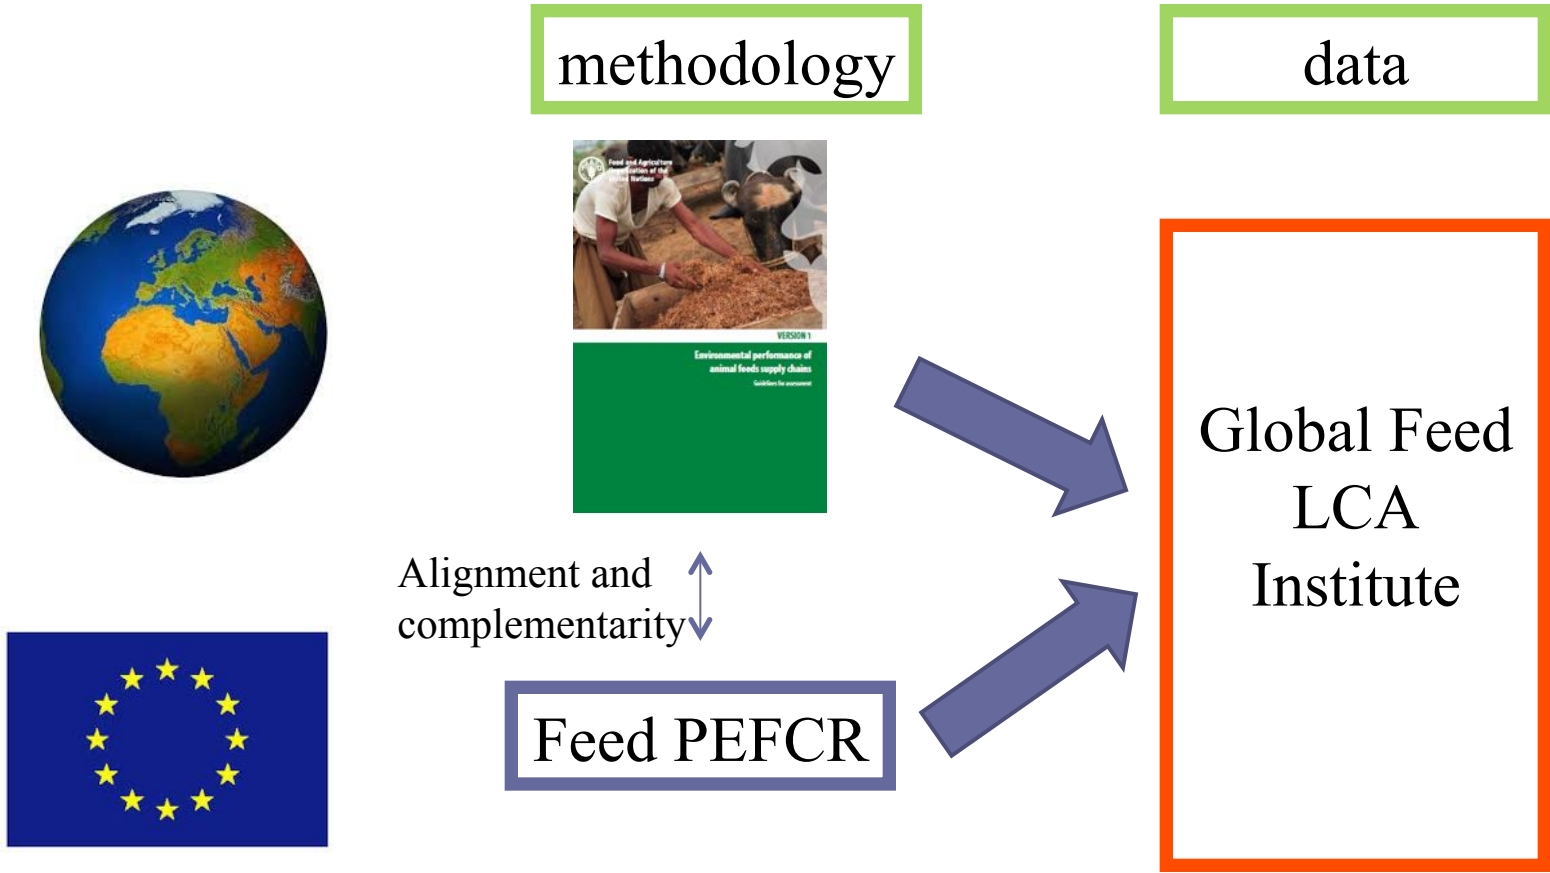 methodology
data
Food and Agriculture
Organization of the
United Nations
VERSION 1
Environmental performance of
animal feeds supply chains
Guidelines for assessment
Global Feed
LCA
Institute
Alignment and
complementarity
Feed PEFCR